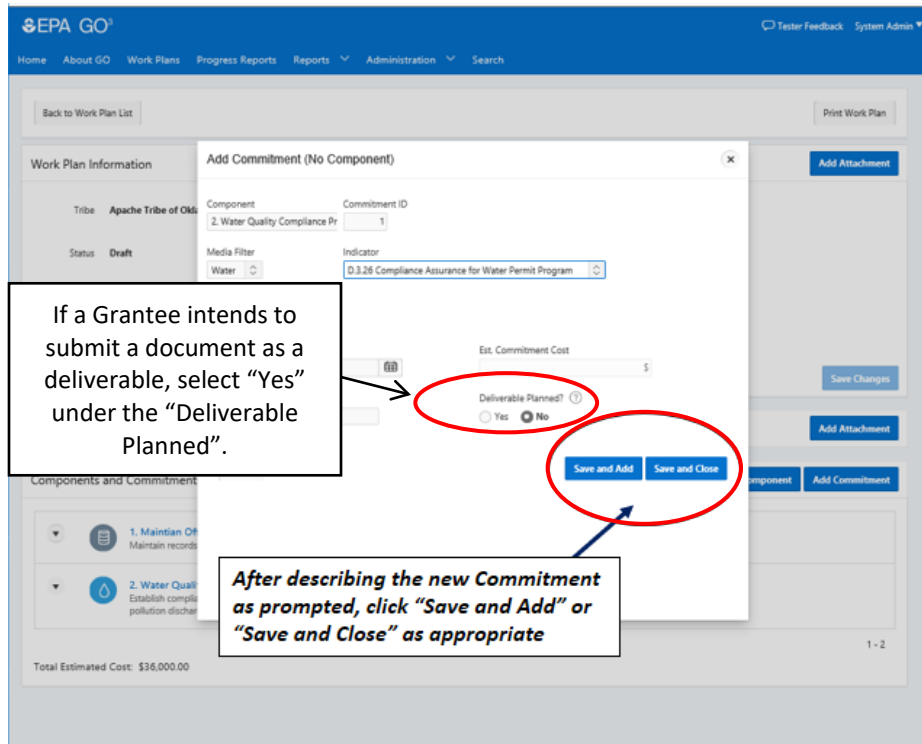 EPA GO³
Tester Feedback System Admin
Home About GO Work Plans Progress Reports Reports Administration Search
Back to Work Plan List
Print Work Plan
Work Plan Information
Add Attachment
Add Commitment (No Component)
Tribe Apache Tribe of
Component Commitment ID
2. Water Quality Compliance Pr 1
Status Draft
Media Filter Indicator
Water D.3.26 Compliance Assurance for Water Permit Program
If a Grantee intends to
submit a document as a
deliverable, select “Yes”
under the “Deliverable
Planned”.
Est. Commitment Cost
$
Deliverable Planned? ?
Yes No
Save Changes
Add Attachment
Save and Add Save and Close
Components and Commitment
omponent Add Commitment
1. Maintian Of
Maintain records
2. Water Quali
Establish complia
pollution dischar
After describing the new Commitment
as prompted, click “Save and Add” or
“Save and Close” as appropriate
1 - 2
Total Estimated Cost: $36,000.00